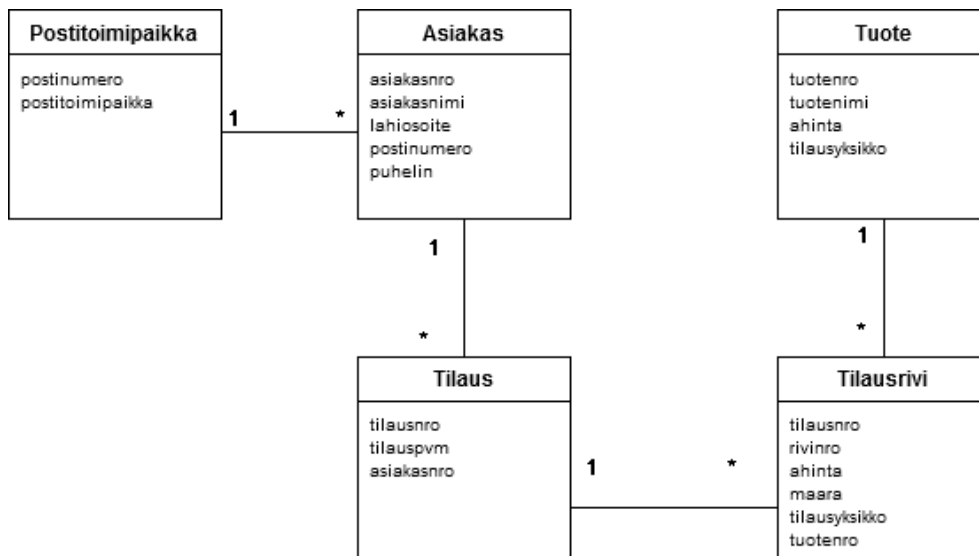 Postitoimipaikka
postinumero
postitoimipaikka
1
*
Asiakas
asiakasnro
asiakasnimi
lahiosoite
postinumero
puhelin
Tuote
tuotenro
tuotenimi
ahinta
tilausyksikko
1
*
1
*
Tilaus
tilausnro
tilauspvm
asiakasnro
1
*
Tilausrivi
tilausnro
rivinro
ahinta
maara
tilausyksikko
tuotenro